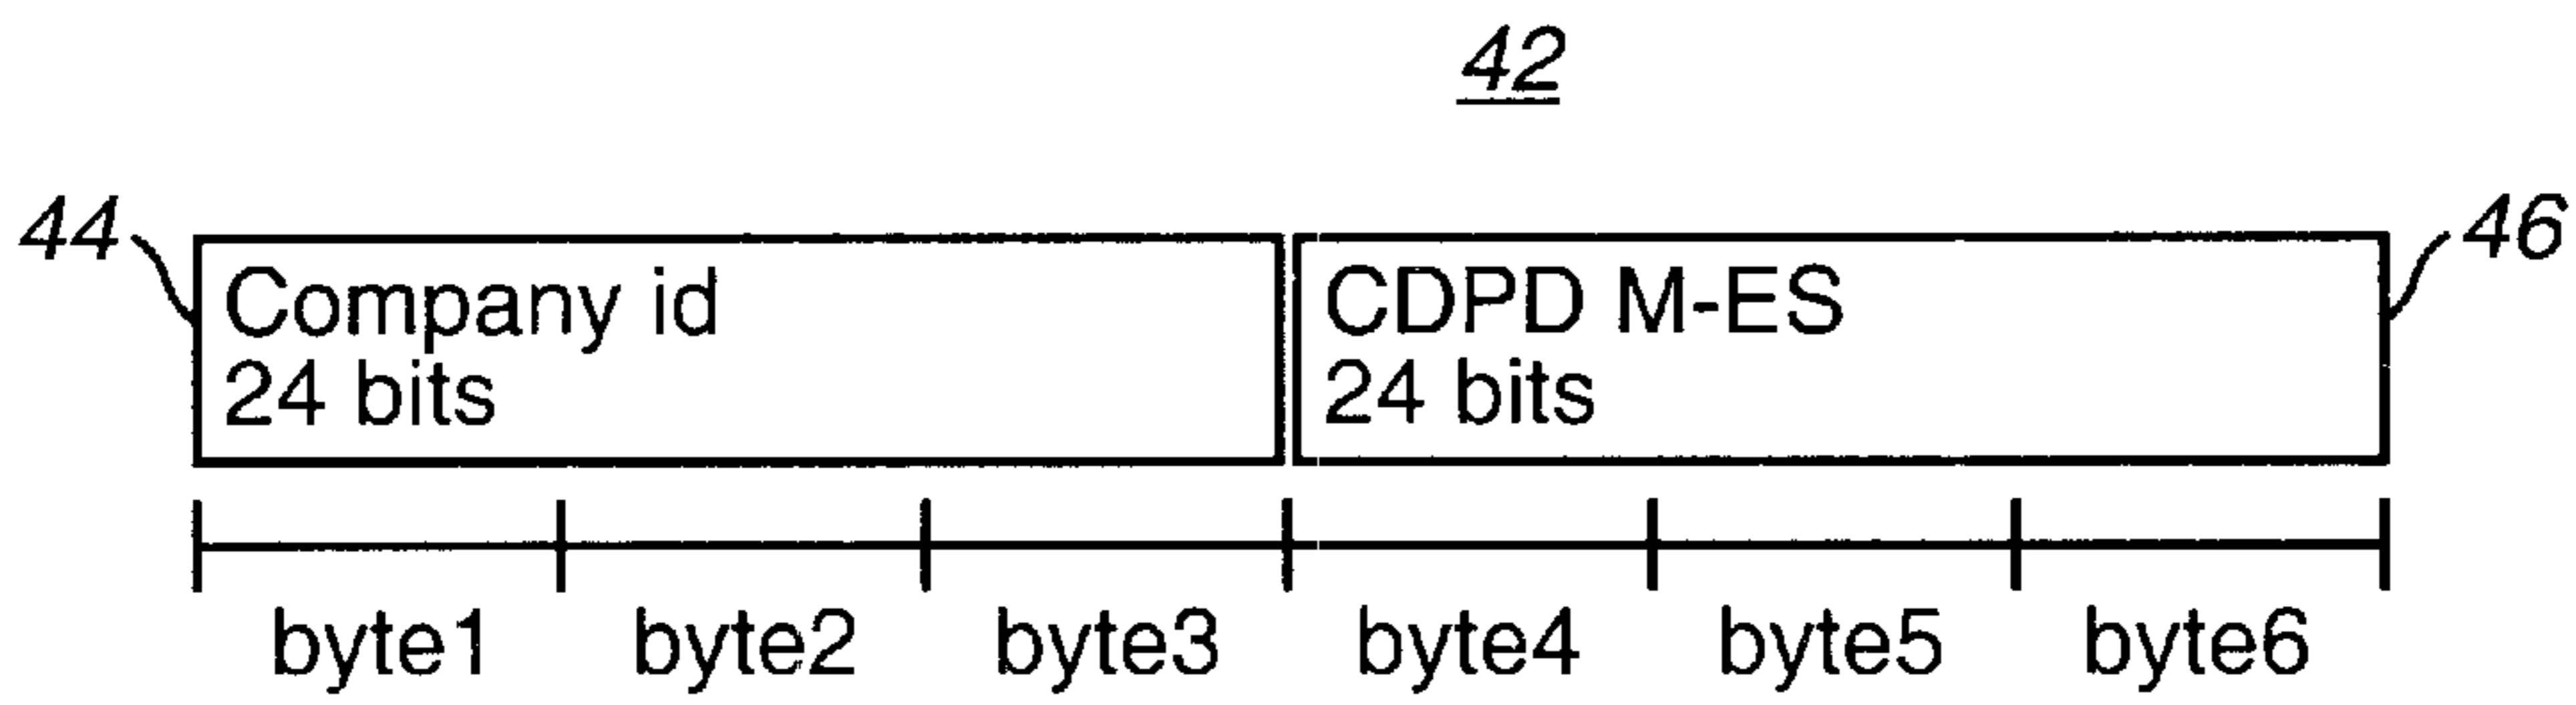 42
44
Company id
24 bits
CDPD M-ES
24 bits
46
byte1 byte2 byte3 byte4 byte5 byte6